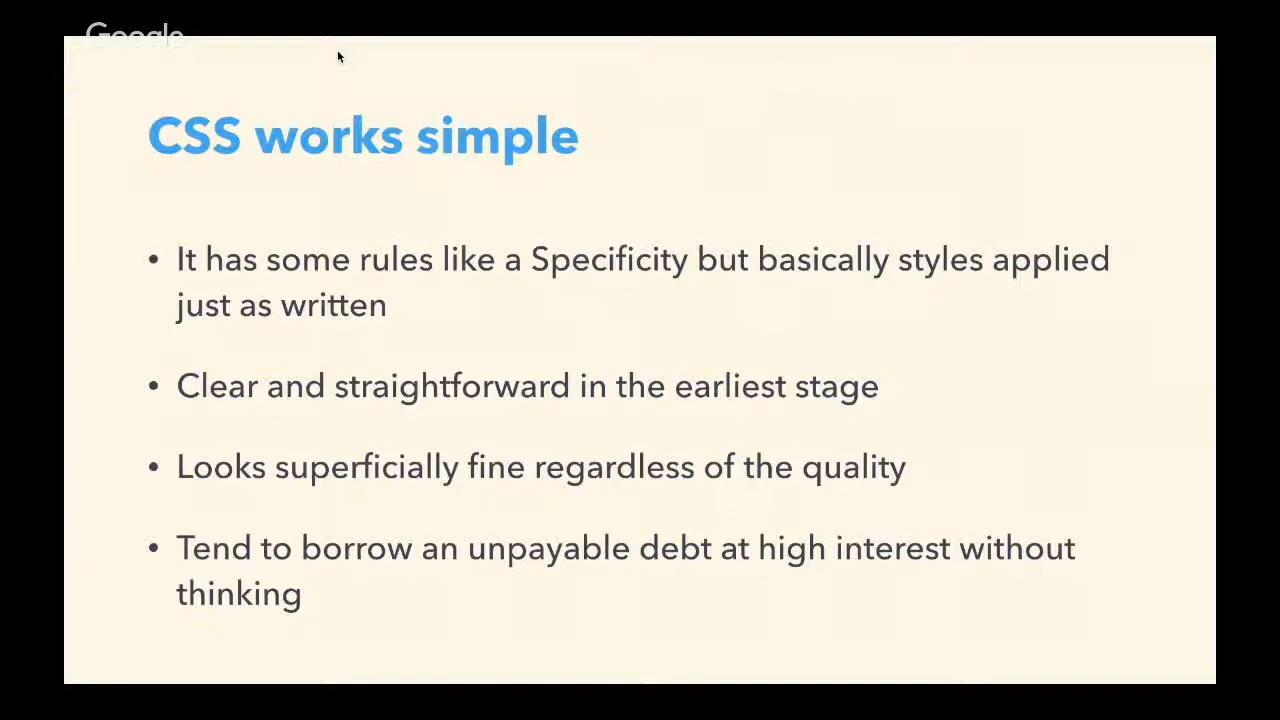 Google
CSS works simple
• It has some rules like a Specificity but basically styles applied
just as written
• Clear and straightforward in the earliest stage
• Looks superficially fine regardless of the quality
• Tend to borrow an unpayable debt at high interest without
thinking